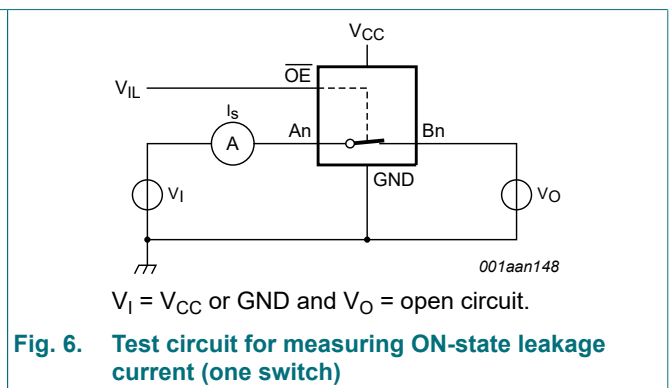 VCC
OE
VIL
Is
A
An
Bn
GND
VI
VO
001aan148
VI = VCC or GND and VO = open circuit.
Fig. 6. Test circuit for measuring ON-state leakage
current (one switch)